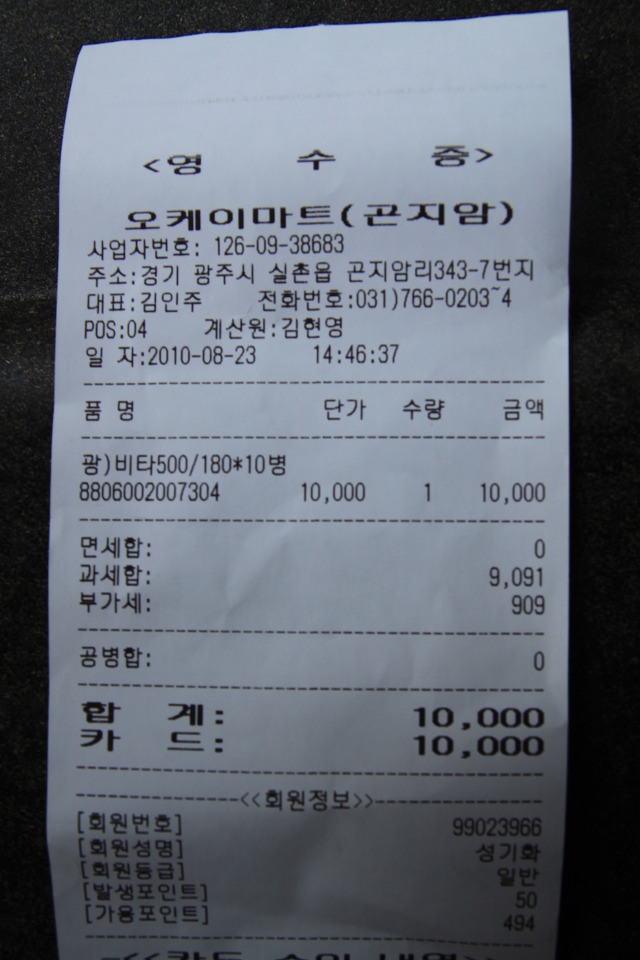 <영 수 증>
오케이마트(곤지암)
사업자번호: 126-09-38683
주소:경기 광주시 실촌읍 곤지암리343-7번지
대표:김인주 전화번호:031)766-0203~4
POS:04 계산원:김현영
일 자:2010-08-23 14:46:37
품 명 단가 수량 금액
광)비타500/180*10병
8806002007304 10,000 1 10,000
면세합: 0
과세합: 9,091
부가세: 909
공병합: 0
합 계: 10,000
카 드: 10,000
<<회원정보>>
[회원번호] 99023966
[회원성명] 성기화
[회원등급] 일반
[발생포인트] 50
[가용포인트] 494
<<카드 승인 내역>>